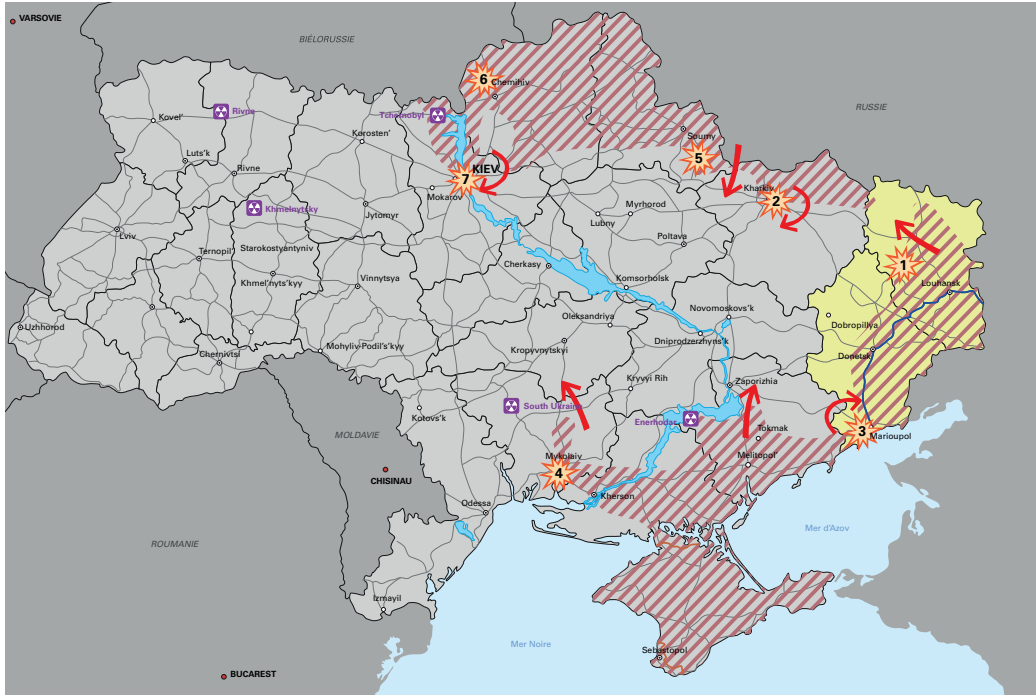 VARSOVIE
BIÉLORUSSIE
RUSSIE
6
Chernihiv
Tchernobyl
Rivne
Kovel'
Korosten'
Soumy
5
Luts'k
Rivne
KIEV
7
Makarov
Kharkiv
2
Khmelnytsky
Jytomyr
Myrhorod
Lubny
Lviv
Poltava
Ternopil
Starokostyantyniv
1
Cherkasy
Khmel'nyts'kyy
Vinnytsya
Komsorholsk
Louhansk
Oleksandriya
Novomoskovs'k
Uzhhorod
Dobropillya
Dniprodzerzhyns'k
Mohyliv-Podil's'kyy
Kropyvnytskyi
Chernivtsi
Donetsk
Kryvyi Rih
Zaporizhia
South Ukraine
Kotovs'k
Enerhodar
Tokmak
3
Marioupol
MOLDAVIE
Mykolaiv
Melitopol'
4
CHISINAU
Kherson
Odessa
Mer d'Azov
ROUMANIE
Izmayil
Mer Noire
Sebastopol
BUCAREST